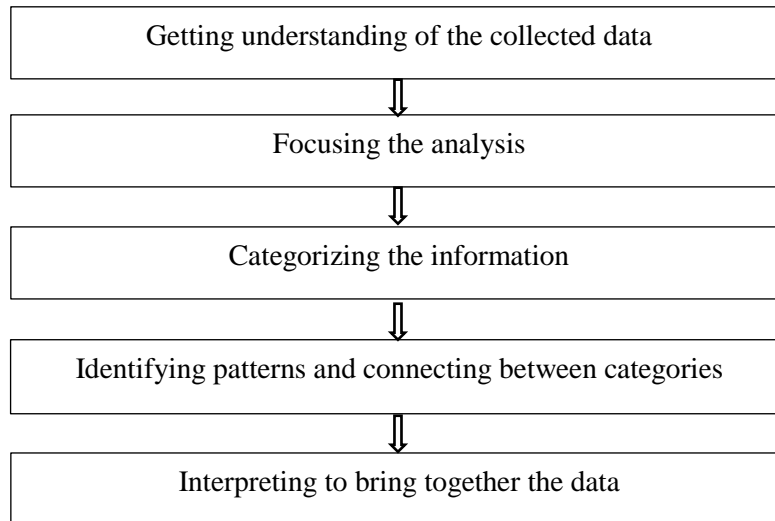 Getting understanding of the collected data
Focusing the analysis
Categorizing the information
Identifying patterns and connecting between categories
Interpreting to bring together the data